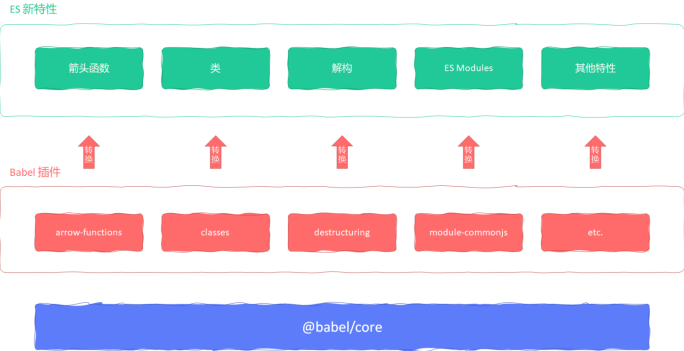 ES 新特性
箭头函数
类
解构
ES Modules
其他特性
转换
转换
转换
转换
转换
Babel 插件
arrow-functions
classes
destructuring
module-commonjs
etc.
@babel/core